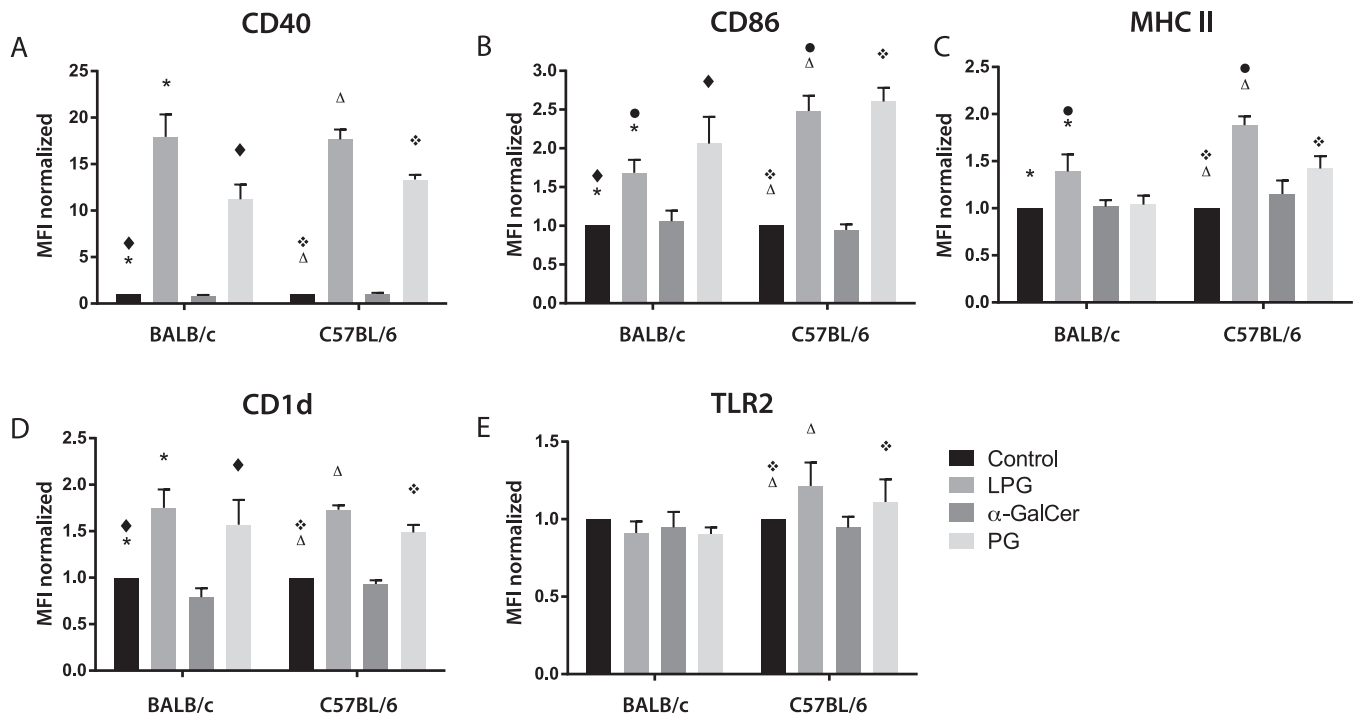 A
CD40
MFI normalized
25
20
15
10
5
0
* ♦ * ♦ Δ ❖ Δ ❖
BALB/c C57BL/6
B
CD86
MFI normalized
3.0
2.5
2.0
1.5
1.0
0.5
0.0
♦ * ● * ♦ ❖ Δ ● Δ ❖
BALB/c C57BL/6
C
MHC II
MFI normalized
2.5
2.0
1.5
1.0
0.5
0.0
* ● * ❖ Δ ● Δ ❖
BALB/c C57BL/6
D
CD1d
MFI normalized
2.5
2.0
1.5
1.0
0.5
0.0
♦ * * ♦ ❖ Δ Δ ❖
BALB/c C57BL/6
E
TLR2
MFI normalized
1.5
1.0
0.5
0.0
❖ Δ Δ ❖
BALB/c C57BL/6
Control
LPG
α-GalCer
PG